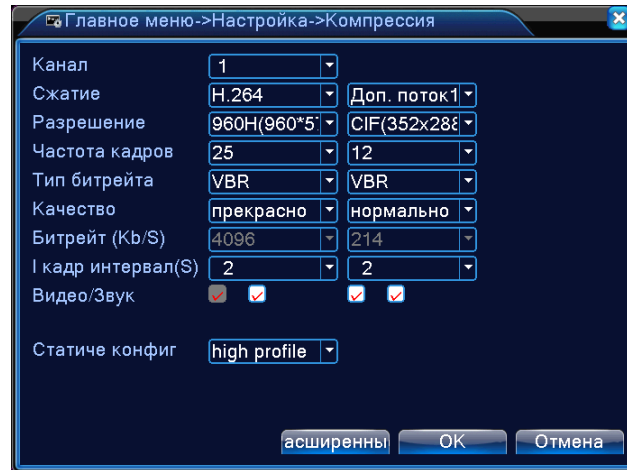 Главное меню->Настройка->Компрессия
Канал 1
Сжатие H.264 Доп. поток1
Разрешение 960H(960*5 CIF(352x288
Частота кадров 25 12
Тип битрейта VBR VBR
Качество прекрасно нормально
Битрейт (Kb/S) 4096 214
I кадр интервал(S) 2 2
Видео/Звук
Статиче конфиг high profile
асширенны OK Отмена